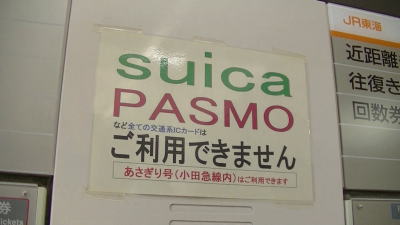 suica
PASMO
など全ての交通系ICカードは
ご利用できません
あさぎり号(小田急線内)はご利用できます
JR東海
近距離
往復き
回数券
券